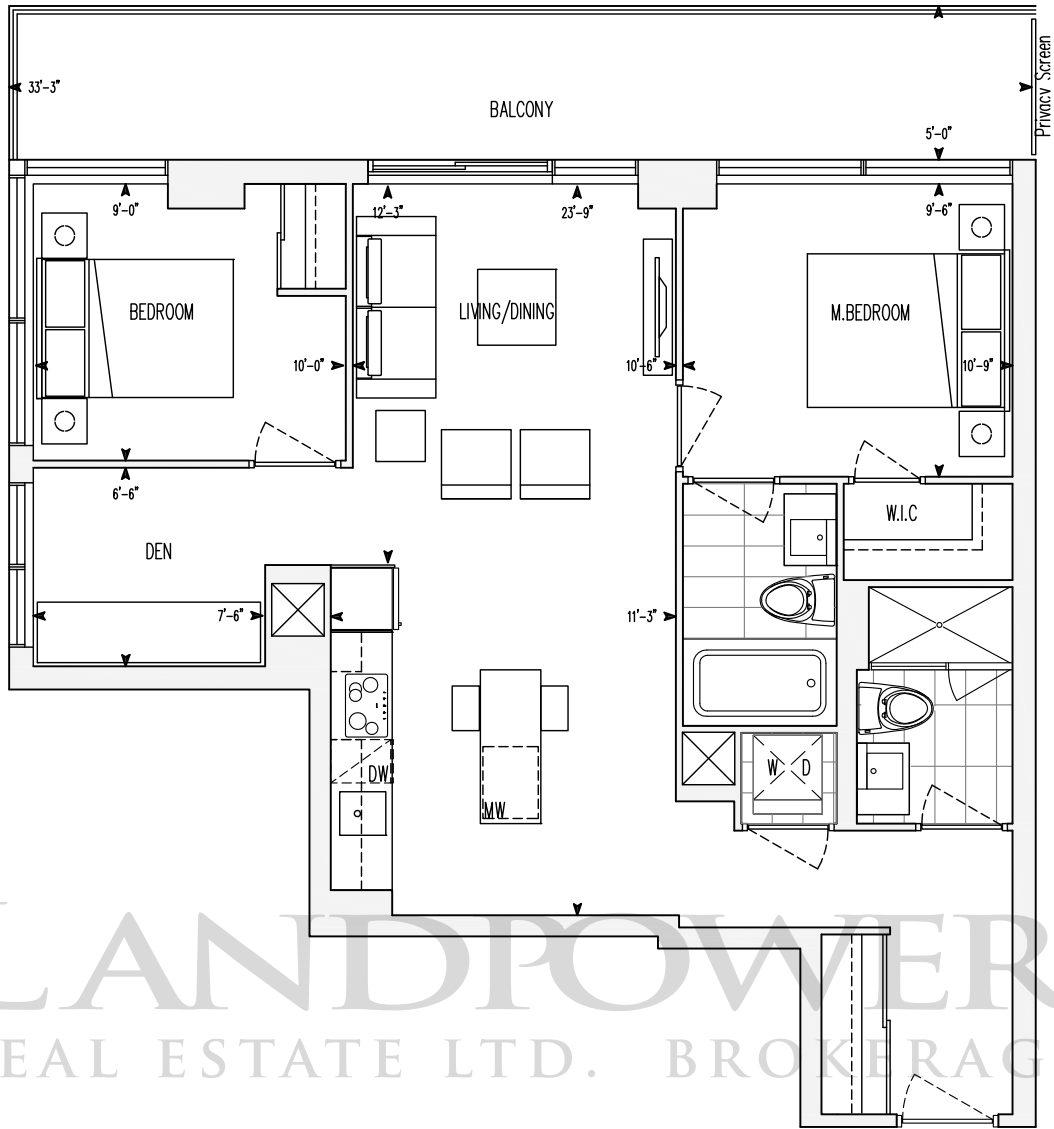 Privacy Screen
33'-3"
BALCONY
5'-0"
9'-0"
12'-3"
23'-9"
9'-6"
BEDROOM
LIVING/DINING
M.BEDROOM
10'-0"
10'-6"
10'-9"
6'-6"
W.I.C
DEN
7'-6"
11'-3"
W D
DW
MW
LANDPOWER
EAL ESTATE LTD. BROKERAG